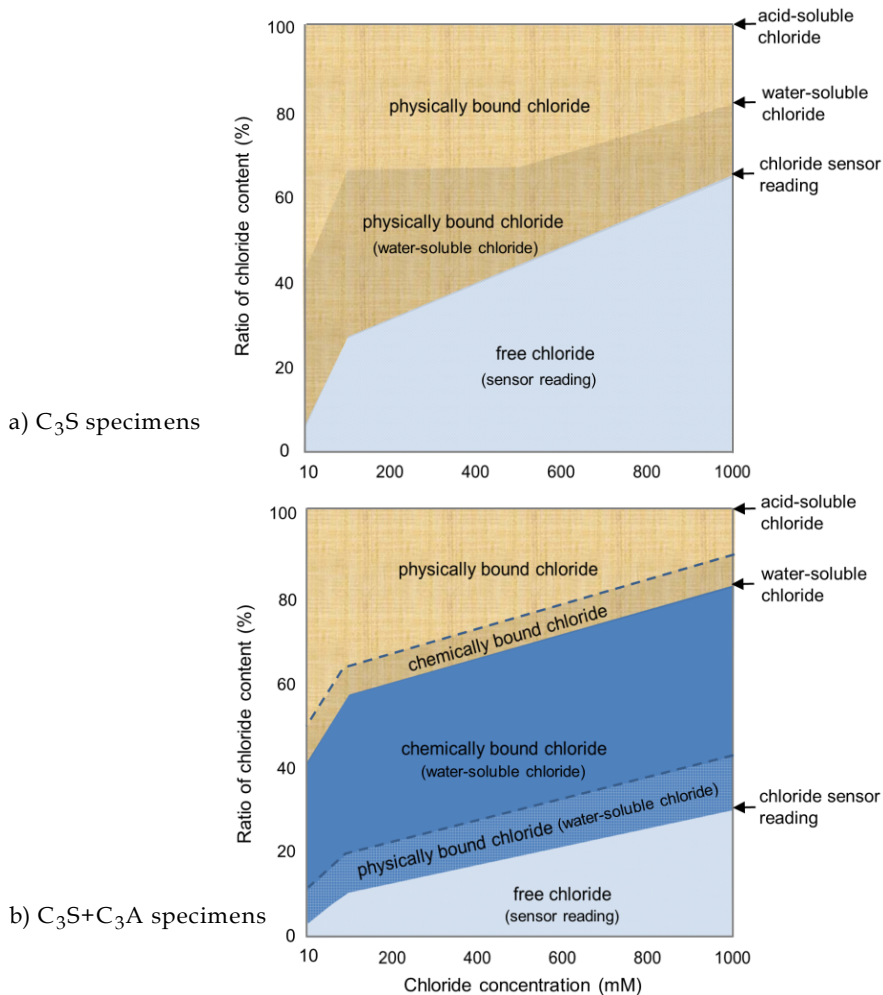 100
80
60
40
20
0
Ratio of chloride content (%)
physically bound chloride
physically bound chloride
(water-soluble chloride)
free chloride
(sensor reading)
acid-soluble
chloride
water-soluble
chloride
chloride sensor
reading
a) C₃S specimens
10 200 400 600 800 1000
100
80
60
40
20
0
Ratio of chloride content (%)
physically bound chloride
chemically bound chloride
chemically bound chloride
(water-soluble chloride)
physically bound chloride (water-soluble chloride)
free chloride
(sensor reading)
acid-soluble
chloride
water-soluble
chloride
chloride sensor
reading
b) C₃S+C₃A specimens
10 200 400 600 800 1000
Chloride concentration (mM)